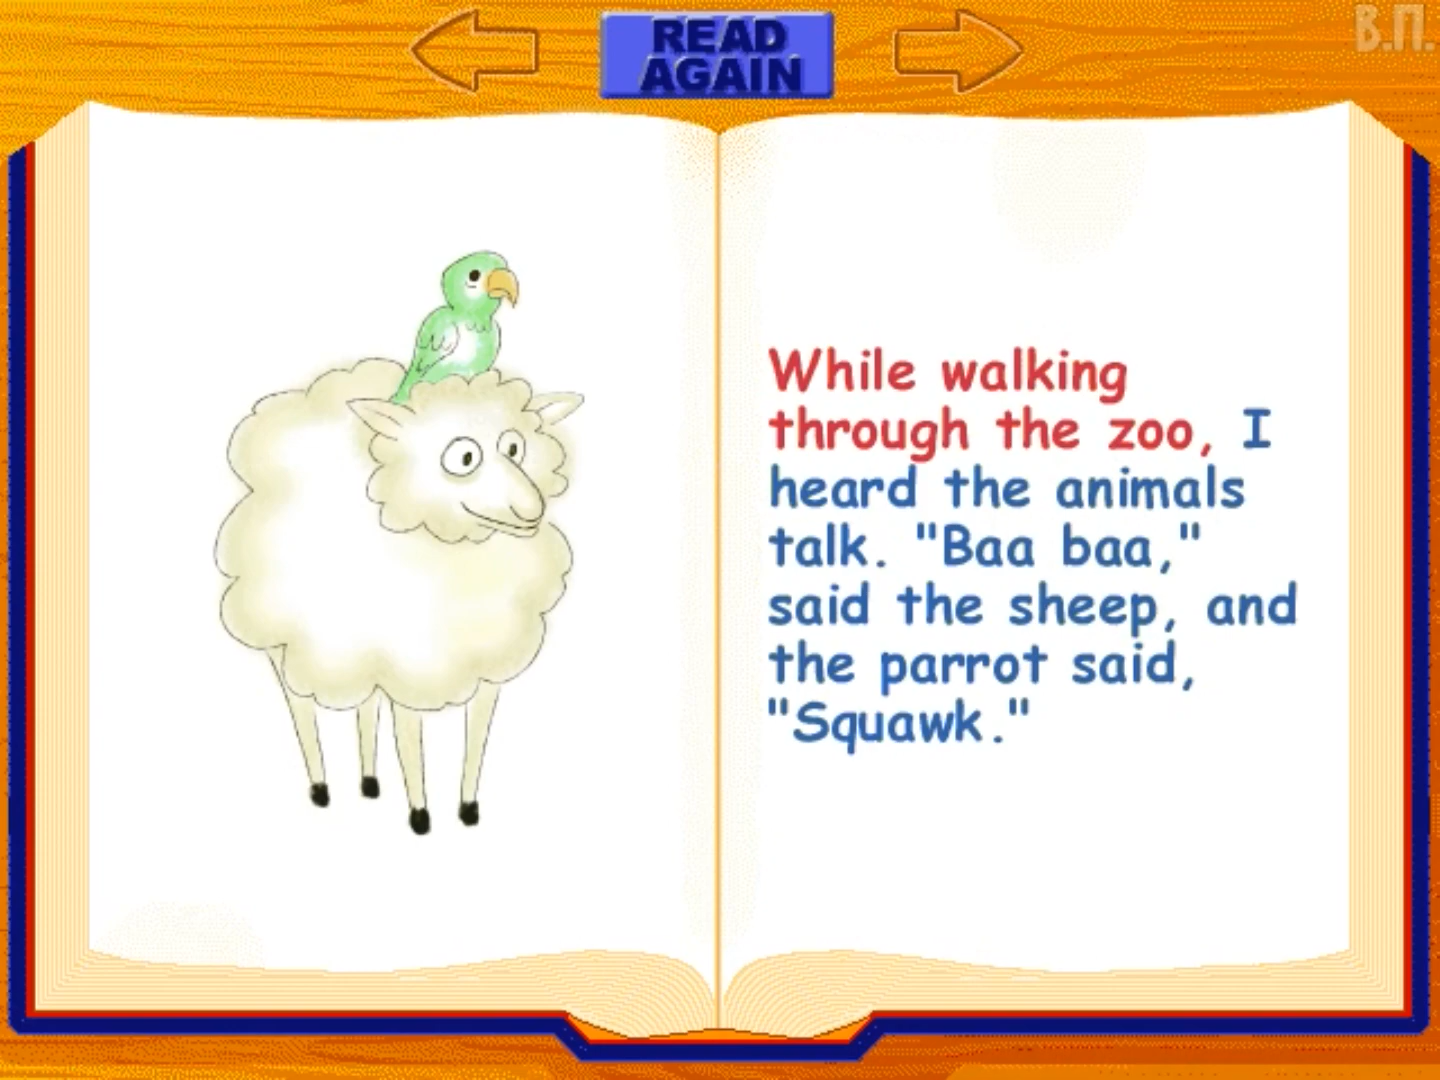 READ
AGAIN
В.П.
While walking
through the zoo, I
heard the animals
talk. "Baa baa,"
said the sheep, and
the parrot said,
"Squawk."